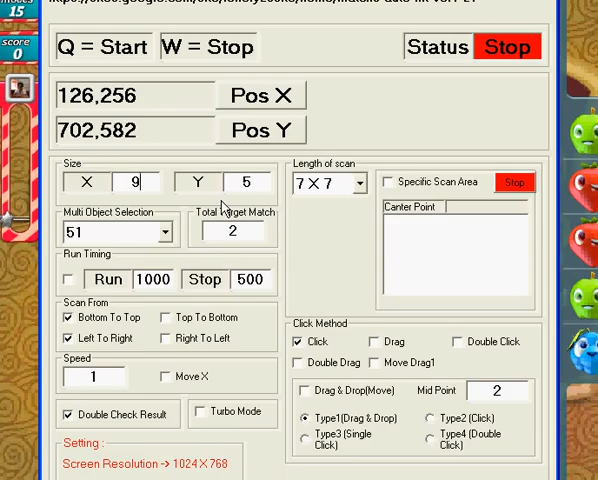 15
score
0
Q = Start W = Stop Status Stop
126,256 Pos X
702,582 Pos Y
Size
X 9 Y 5
Length of scan
7 X 7
Specific Scan Area Stop
Canter Point
Multi Object Selection
51
Total Target Match
2
Run Timing
Run 1000 Stop 500
Scan From
Bottom To Top Top To Bottom
Left To Right Right To Left
Speed
1 Move X
Double Check Result Turbo Mode
Click Method
Click Drag Double Click
Double Drag Move Drag1
Drag & Drop(Move) Mid Point 2
Type1(Drag & Drop) Type2 (Click)
Type3 (Single Click) Type4 (Double Click)
Setting :
Screen Resolution -> 1024 X 768